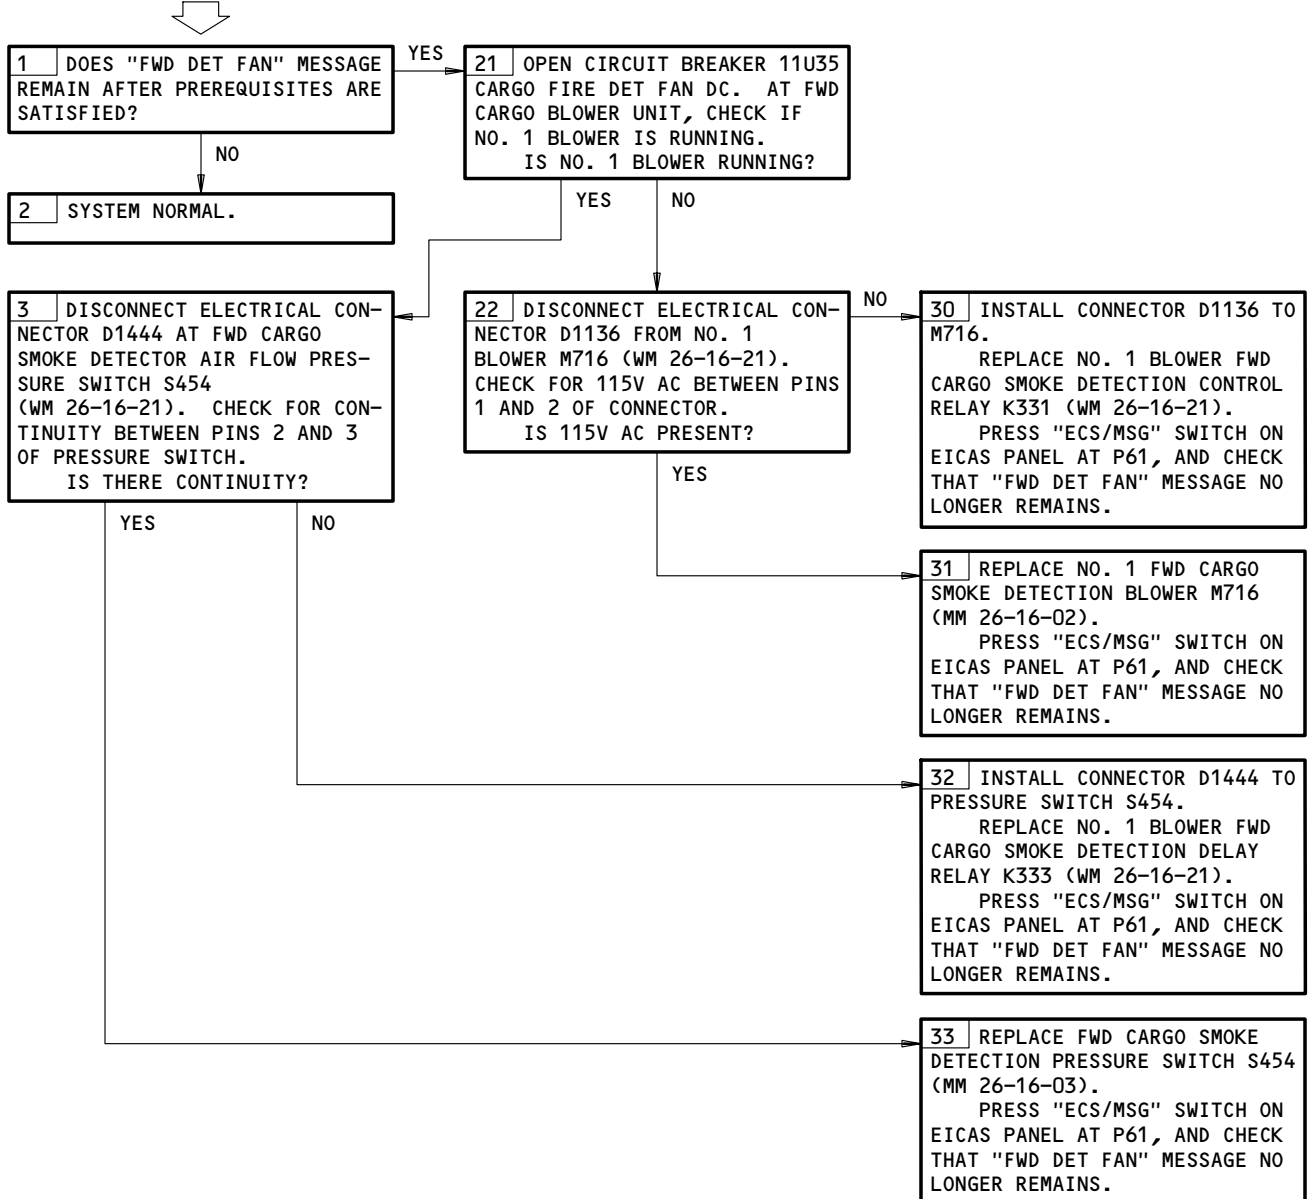 1 DOES "FWD DET FAN" MESSAGE
REMAIN AFTER PREREQUISITES ARE
SATISFIED?
YES
NO
2 SYSTEM NORMAL.
21 OPEN CIRCUIT BREAKER 11U35
CARGO FIRE DET FAN DC. AT FWD
CARGO BLOWER UNIT, CHECK IF
NO. 1 BLOWER IS RUNNING.
IS NO. 1 BLOWER RUNNING?
YES
NO
3 DISCONNECT ELECTRICAL CON-
NECTOR D1444 AT FWD CARGO
SMOKE DETECTOR AIR FLOW PRES-
SURE SWITCH S454
(WM 26-16-21). CHECK FOR CON-
TINUITY BETWEEN PINS 2 AND 3
OF PRESSURE SWITCH.
IS THERE CONTINUITY?
YES
NO
22 DISCONNECT ELECTRICAL CON-
NECTOR D1136 FROM NO. 1
BLOWER M716 (WM 26-16-21).
CHECK FOR 115V AC BETWEEN PINS
1 AND 2 OF CONNECTOR.
IS 115V AC PRESENT?
NO
YES
30 INSTALL CONNECTOR D1136 TO
M716.
REPLACE NO. 1 BLOWER FWD
CARGO SMOKE DETECTION CONTROL
RELAY K331 (WM 26-16-21).
PRESS "ECS/MSG" SWITCH ON
EICAS PANEL AT P61, AND CHECK
THAT "FWD DET FAN" MESSAGE NO
LONGER REMAINS.
31 REPLACE NO. 1 FWD CARGO
SMOKE DETECTION BLOWER M716
(MM 26-16-02).
PRESS "ECS/MSG" SWITCH ON
EICAS PANEL AT P61, AND CHECK
THAT "FWD DET FAN" MESSAGE NO
LONGER REMAINS.
32 INSTALL CONNECTOR D1444 TO
PRESSURE SWITCH S454.
REPLACE NO. 1 BLOWER FWD
CARGO SMOKE DETECTION DELAY
RELAY K333 (WM 26-16-21).
PRESS "ECS/MSG" SWITCH ON
EICAS PANEL AT P61, AND CHECK
THAT "FWD DET FAN" MESSAGE NO
LONGER REMAINS.
33 REPLACE FWD CARGO SMOKE
DETECTION PRESSURE SWITCH S454
(MM 26-16-03).
PRESS "ECS/MSG" SWITCH ON
EICAS PANEL AT P61, AND CHECK
THAT "FWD DET FAN" MESSAGE NO
LONGER REMAINS.